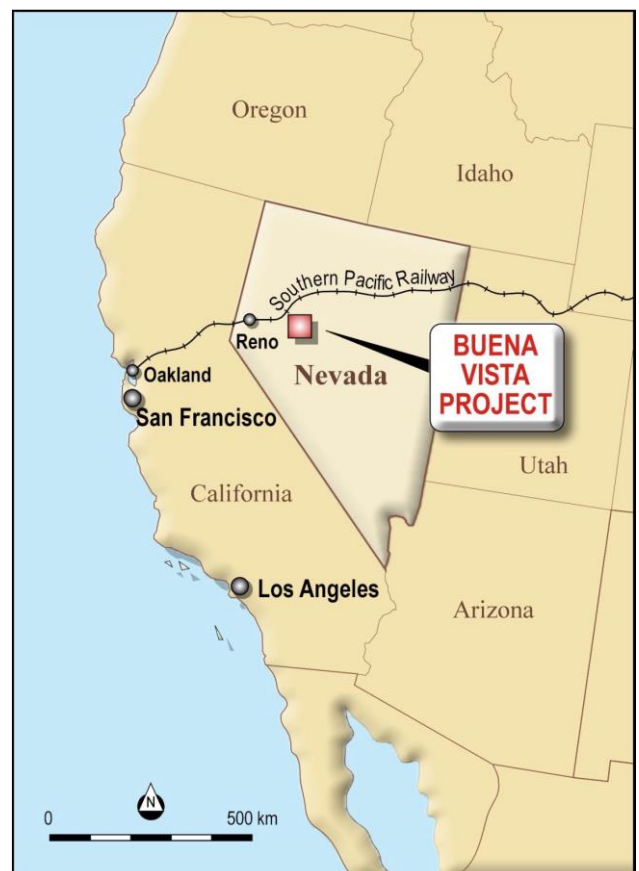 Oregon
Idaho
Southern Pacific Railway
Reno
Nevada
BUENA
VISTA
PROJECT
Oakland
San Francisco
Utah
California
Los Angeles
Arizona
N
0 500 km